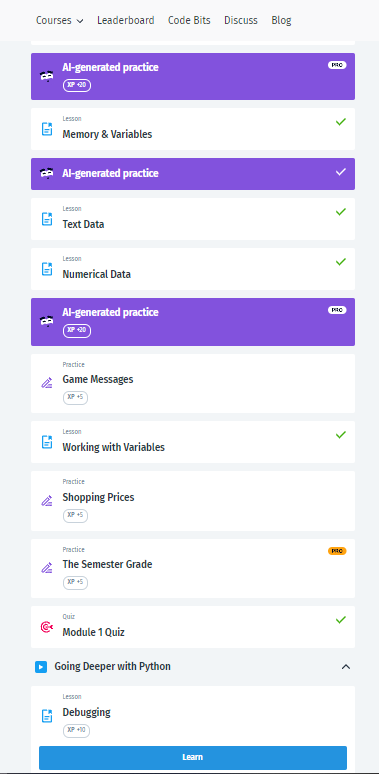 Courses Leaderboard Code Bits Discuss Blog
AI-generated practice
PRO
XP +20
Lesson
Memory & Variables
AI-generated practice
Lesson
Text Data
Lesson
Numerical Data
AI-generated practice
PRO
XP +20
Practice
Game Messages
XP +5
Lesson
Working with Variables
Practice
Shopping Prices
XP +5
Practice
PRO
The Semester Grade
XP +5
Quiz
Module 1 Quiz
Going Deeper with Python
Lesson
Debugging
XP +10
Learn